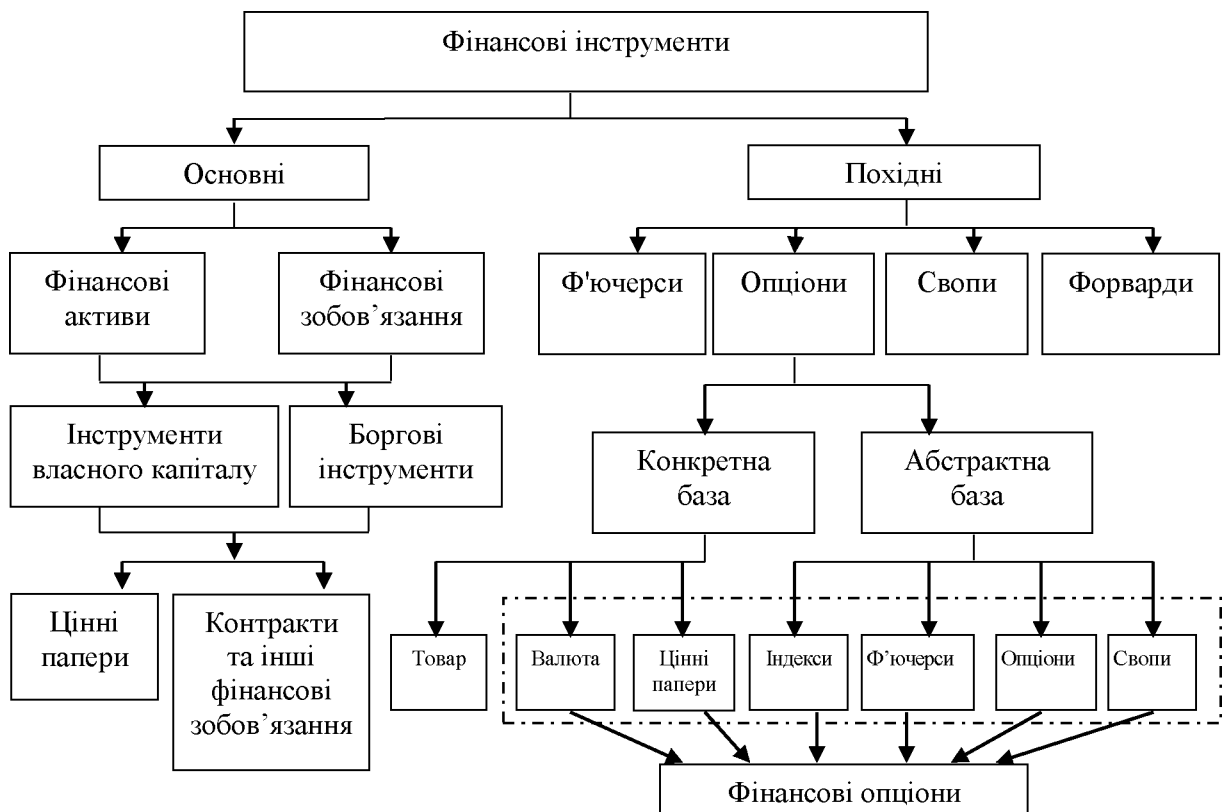 Фінансові інструменти
Основні
Похідні
Фінансові
активи
Фінансові
зобов’язання
Ф'ючерси
Опціони
Свопи
Форварди
Інструменти
власного капіталу
Боргові
інструменти
Конкретна
база
Абстрактна
база
Цінні
папери
Контракти
та інші
фінансові
зобов’язання
Товар
Валюта
Цінні
папери
Індекси
Ф’ючерси
Опціони
Свопи
Фінансові опціони